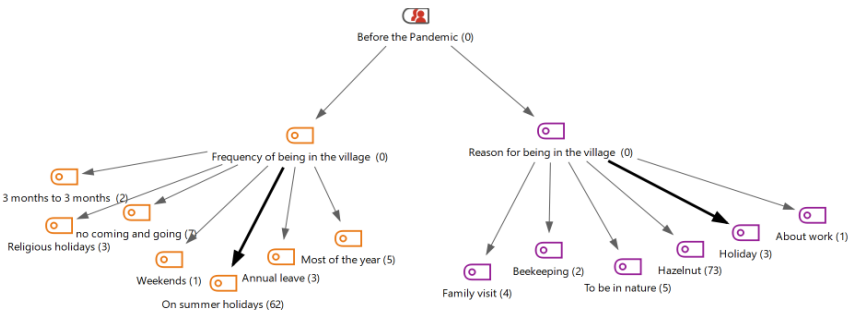 Before the Pandemic (0)
Frequency of being in the village (0)
Reason for being in the village (0)
3 months to 3 months (2)
no coming and going (7)
Religious holidays (3)
Weekends (1)
On summer holidays (62)
Annual leave (3)
Most of the year (5)
Family visit (4)
Beekeeping (2)
To be in nature (5)
Hazelnut (73)
Holiday (3)
About work (1)